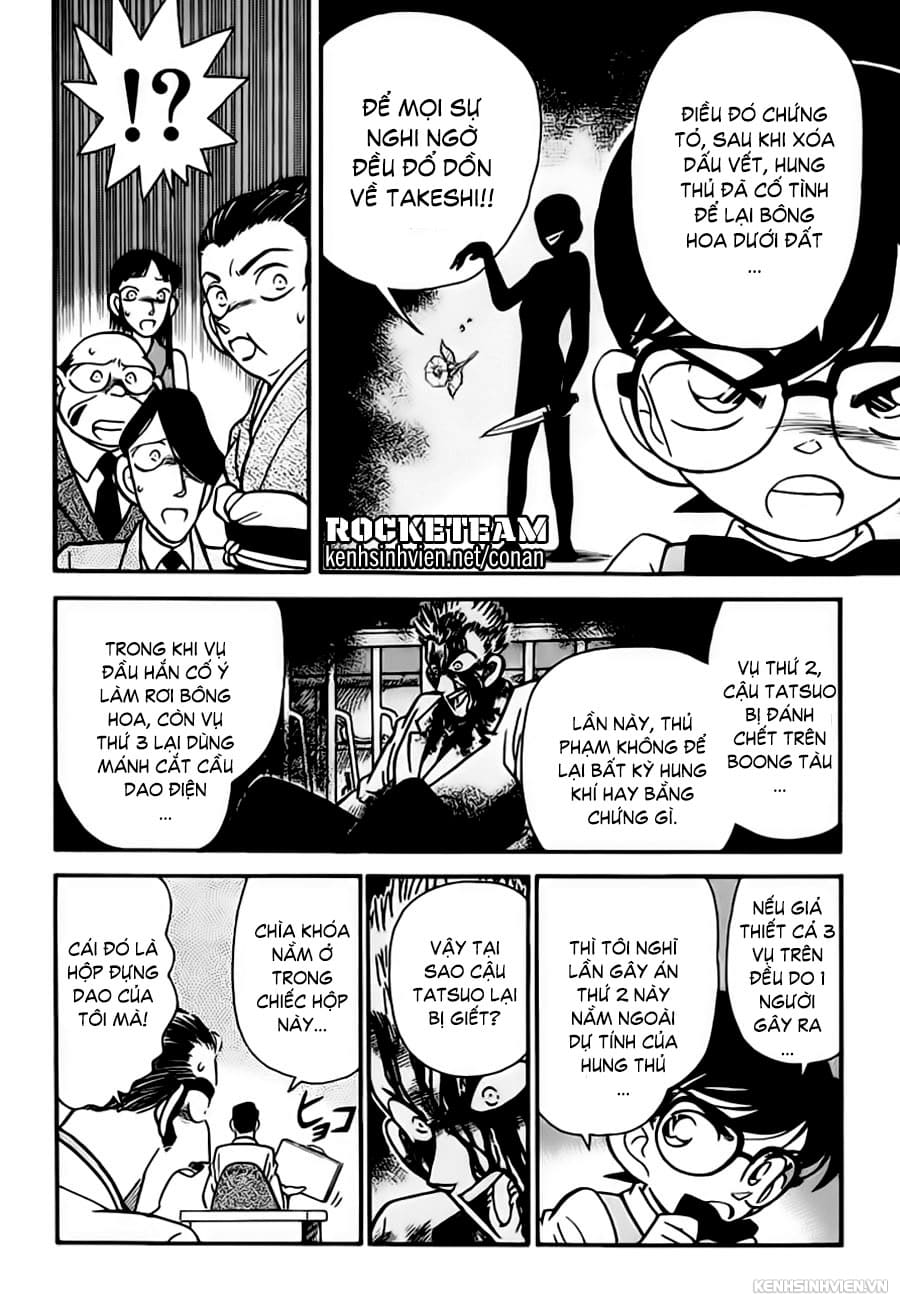 ĐIỀU ĐÓ CHỨNG
TỎ, SAU KHI XÓA
DẤU VẾT, HUNG
THỦ ĐÃ CỐ TÌNH
ĐỂ LẠI BÔNG
HOA DƯỚI ĐẤT
...
ĐỂ MỌI SỰ
NGHI NGỜ
ĐỀU ĐỔ DỒN
VỀ TAKESHI!!
!?
ROCKETEAM
kenhsinhvien.net/conan
VỤ THỨ 2,
CẬU TATSUO
BỊ ĐÁNH
CHẾT TRÊN
BOONG TÀU
...
LẦN NÀY, THỦ
PHẠM KHÔNG ĐỂ
LẠI BẤT KỲ HUNG
KHÍ HAY BẰNG
CHỨNG GÌ.
TRONG KHI VỤ
ĐẦU HẮN CỐ Ý
LÀM RƠI BÔNG
HOA, CÒN VỤ
THỨ 3 LẠI DÙNG
MÁNH CẮT CẦU
DAO ĐIỆN
...
NẾU GIẢ
THIẾT CẢ 3
VỤ TRÊN
ĐỀU DO 1
NGƯỜI
GÂY RA
...
THÌ TÔI NGHĨ
LẦN GÂY ÁN
THỨ 2 NÀY
NẰM NGOÀI
DỰ TÍNH CỦA
HUNG THỦ
...
VẬY TẠI
SAO CẬU
TATSUO LẠI
BỊ GIẾT?
CHÌA KHÓA
NẰM Ở
TRONG
CHIẾC HỘP
NÀY...
CÁI ĐÓ LÀ
HỘP ĐỰNG
DAO CỦA
TÔI MÀ!
ヒョコ
KENHSINHVIEN.VN